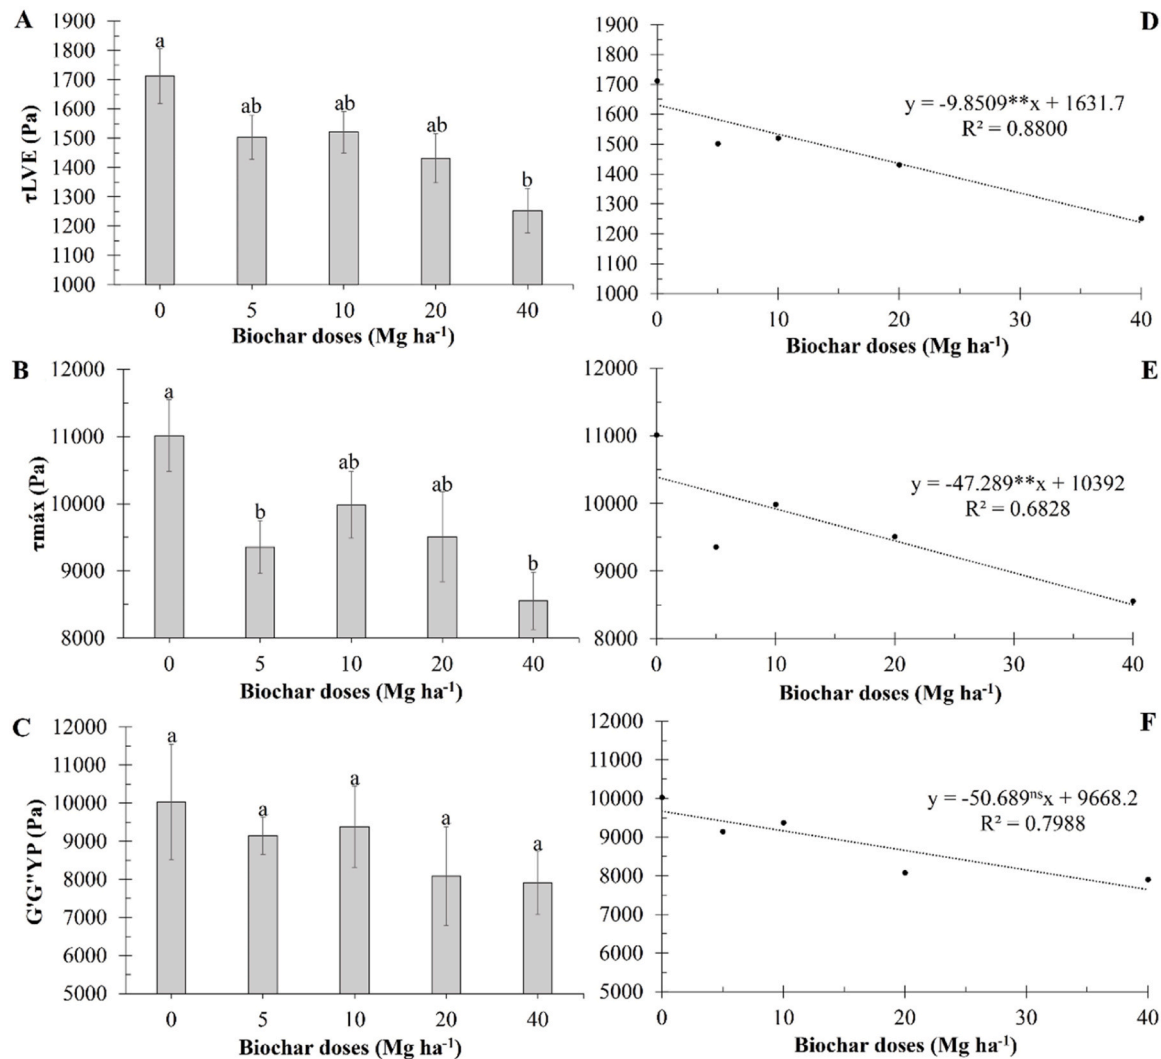 A
1900
1800
1700
1600
1500
1400
1300
1200
1100
1000
τLVE (Pa)
a
ab
ab
ab
b
0 5 10 20 40
Biochar doses (Mg ha⁻¹)
D
1900
1800
1700
1600
1500
1400
1300
1200
1100
1000
y = -9.8509**x + 1631.7
R² = 0.8800
0 10 20 30 40
Biochar doses (Mg ha⁻¹)
B
12000
11000
10000
9000
8000
τmáx (Pa)
a
b
ab
ab
b
0 5 10 20 40
Biochar doses (Mg ha⁻¹)
E
12000
11000
10000
9000
8000
y = -47.289**x + 10392
R² = 0.6828
0 10 20 30 40
Biochar doses (Mg ha⁻¹)
C
12000
11000
10000
9000
8000
7000
6000
5000
G'G"YP (Pa)
a
a
a
a
a
0 5 10 20 40
Biochar doses (Mg ha⁻¹)
F
12000
11000
10000
9000
8000
7000
6000
5000
y = -50.689ⁿˢx + 9668.2
R² = 0.7988
0 10 20 30 40
Biochar doses (Mg ha⁻¹)